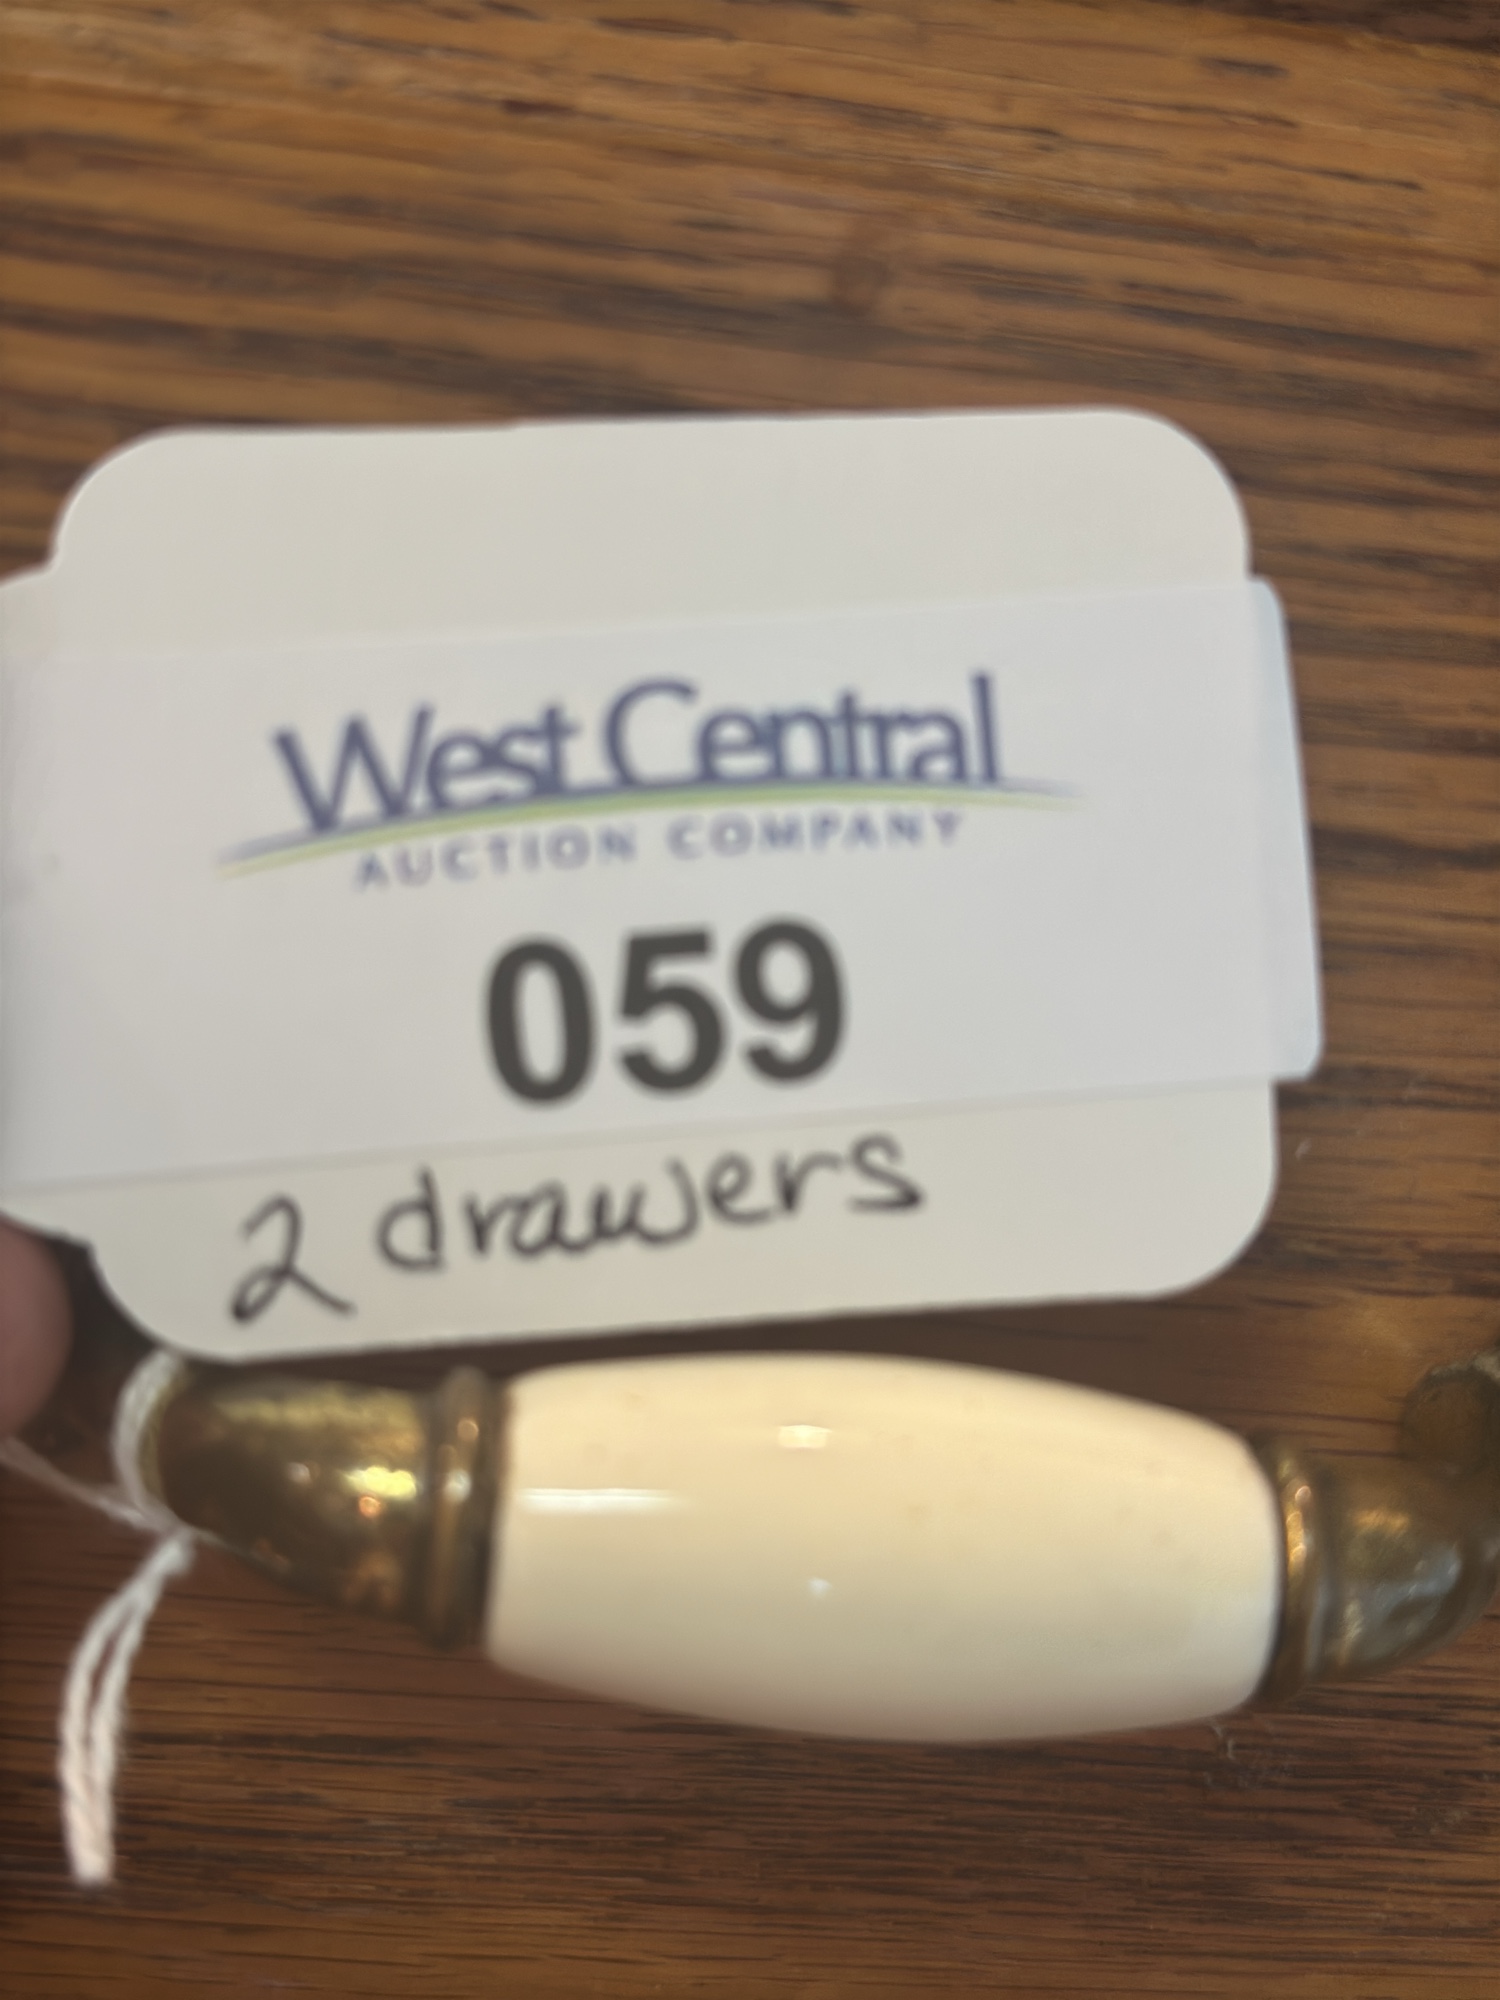 West Central
AUCTION COMPANY
059
2 drawers